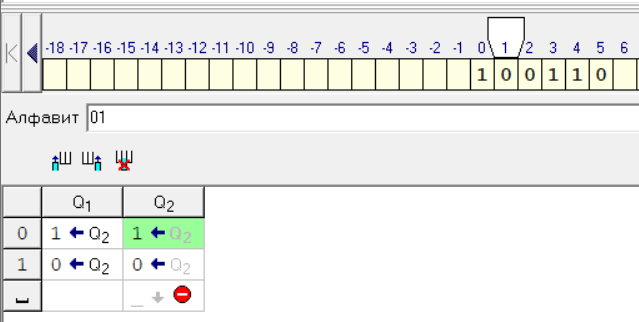 -18 -17 -16 -15 -14 -13 -12 -11 -10 -9 -8 -7 -6 -5 -4 -3 -2 -1 0 1 2 3 4 5 6
1 0 0 1 1 0
Алфавит 01
Q1 Q2
0 1 ← Q2 1 ← Q2
1 0 ← Q2 0 ← Q2
␣ _ ↓